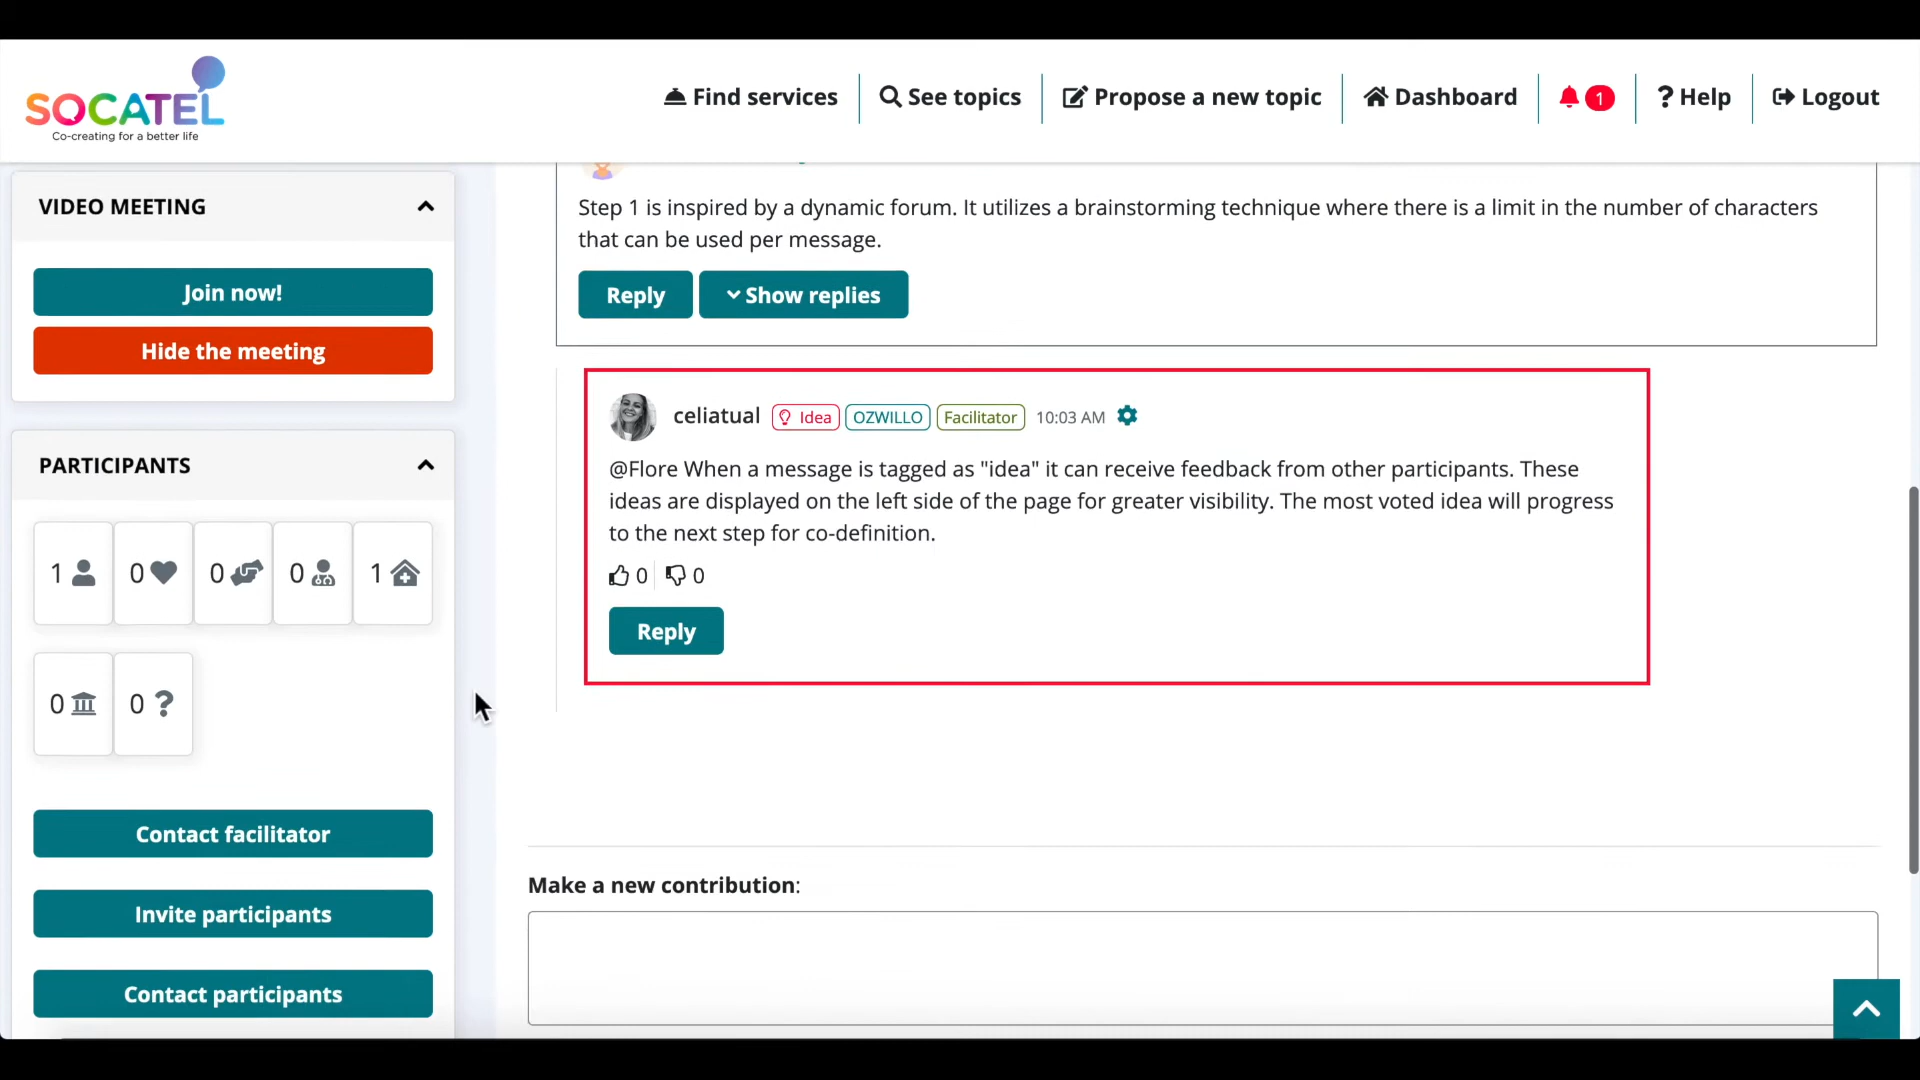 SOCATEL
Co-creating for a better life
Find services
See topics
Propose a new topic
Dashboard
1
? Help
Logout
VIDEO MEETING
Join now!
Hide the meeting
PARTICIPANTS
1
0
0
0
1
0
0 ?
Contact facilitator
Invite participants
Contact participants
Step 1 is inspired by a dynamic forum. It utilizes a brainstorming technique where there is a limit in the number of characters
that can be used per message.
Reply
Show replies
celiatual Idea OZWILLO Facilitator 10:03 AM
@Flore When a message is tagged as "idea" it can receive feedback from other participants. These
ideas are displayed on the left side of the page for greater visibility. The most voted idea will progress
to the next step for co-definition.
0 0
Reply
Make a new contribution: